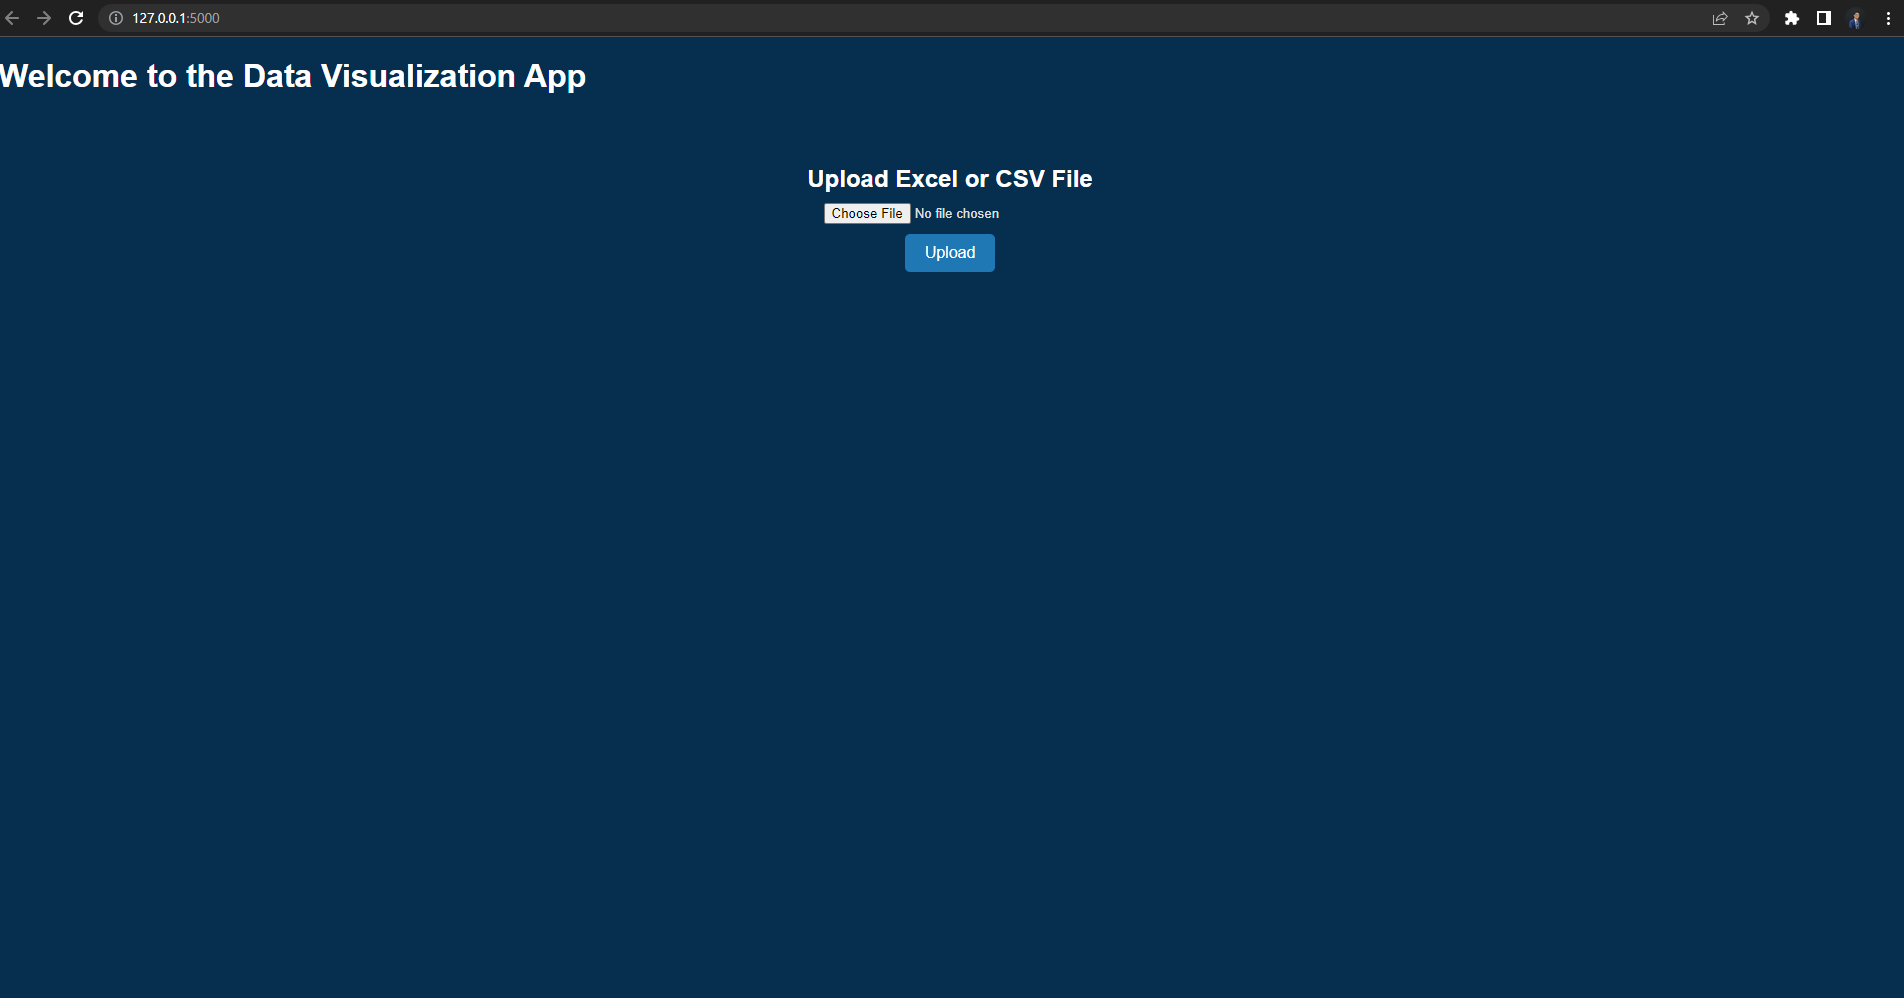 127.0.0.1:5000
Welcome to the Data Visualization App
Upload Excel or CSV File
Choose File No file chosen
Upload